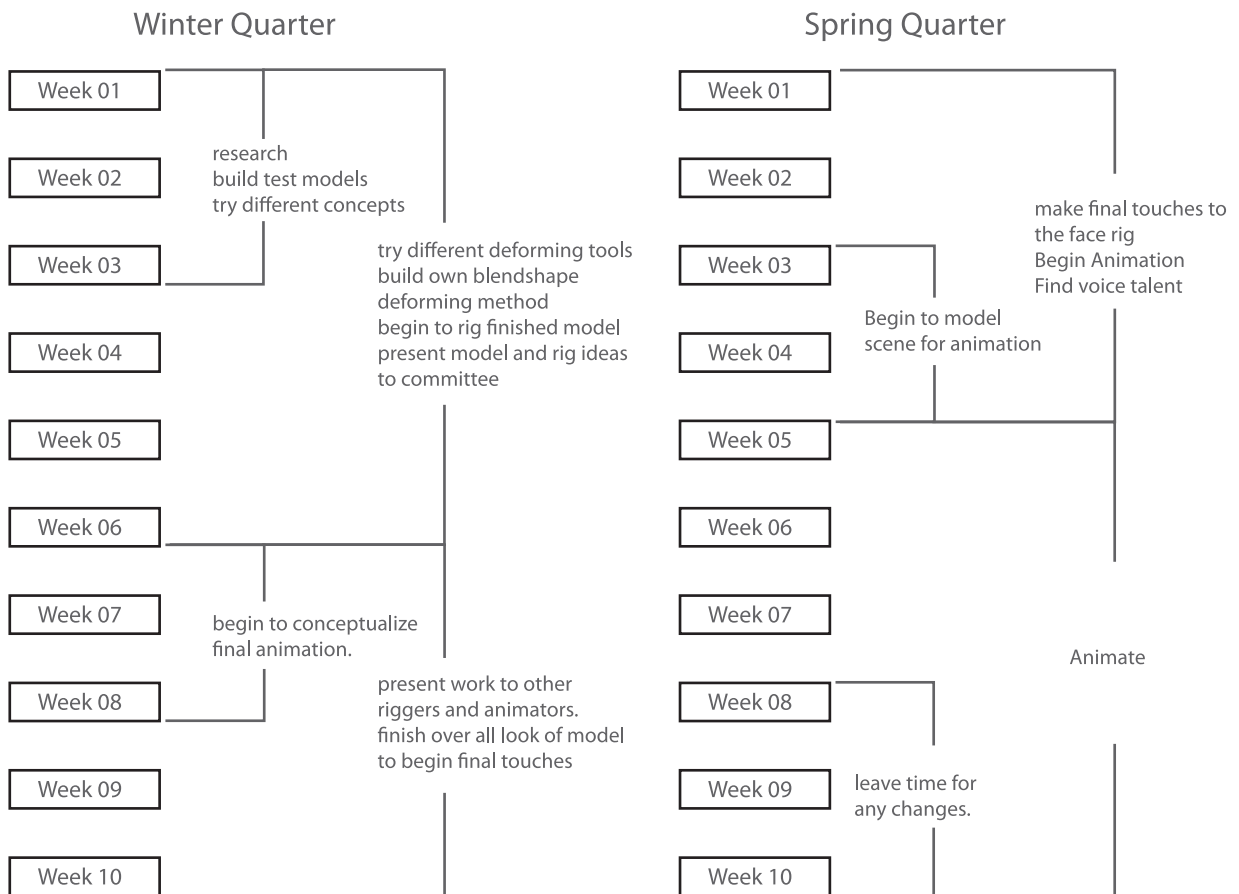 Winter Quarter
Week 01
Week 02
Week 03
Week 04
Week 05
Week 06
Week 07
Week 08
Week 09
Week 10
research
build test models
try different concepts
try different deforming tools
build own blendshape
deforming method
begin to rig finished model
present model and rig ideas
to committee
begin to conceptualize
final animation.
present work to other
riggers and animators.
finish over all look of model
to begin final touches
Spring Quarter
Week 01
Week 02
Week 03
Week 04
Week 05
Week 06
Week 07
Week 08
Week 09
Week 10
make final touches to
the face rig
Begin Animation
Find voice talent
Begin to model
scene for animation
Animate
leave time for
any changes.